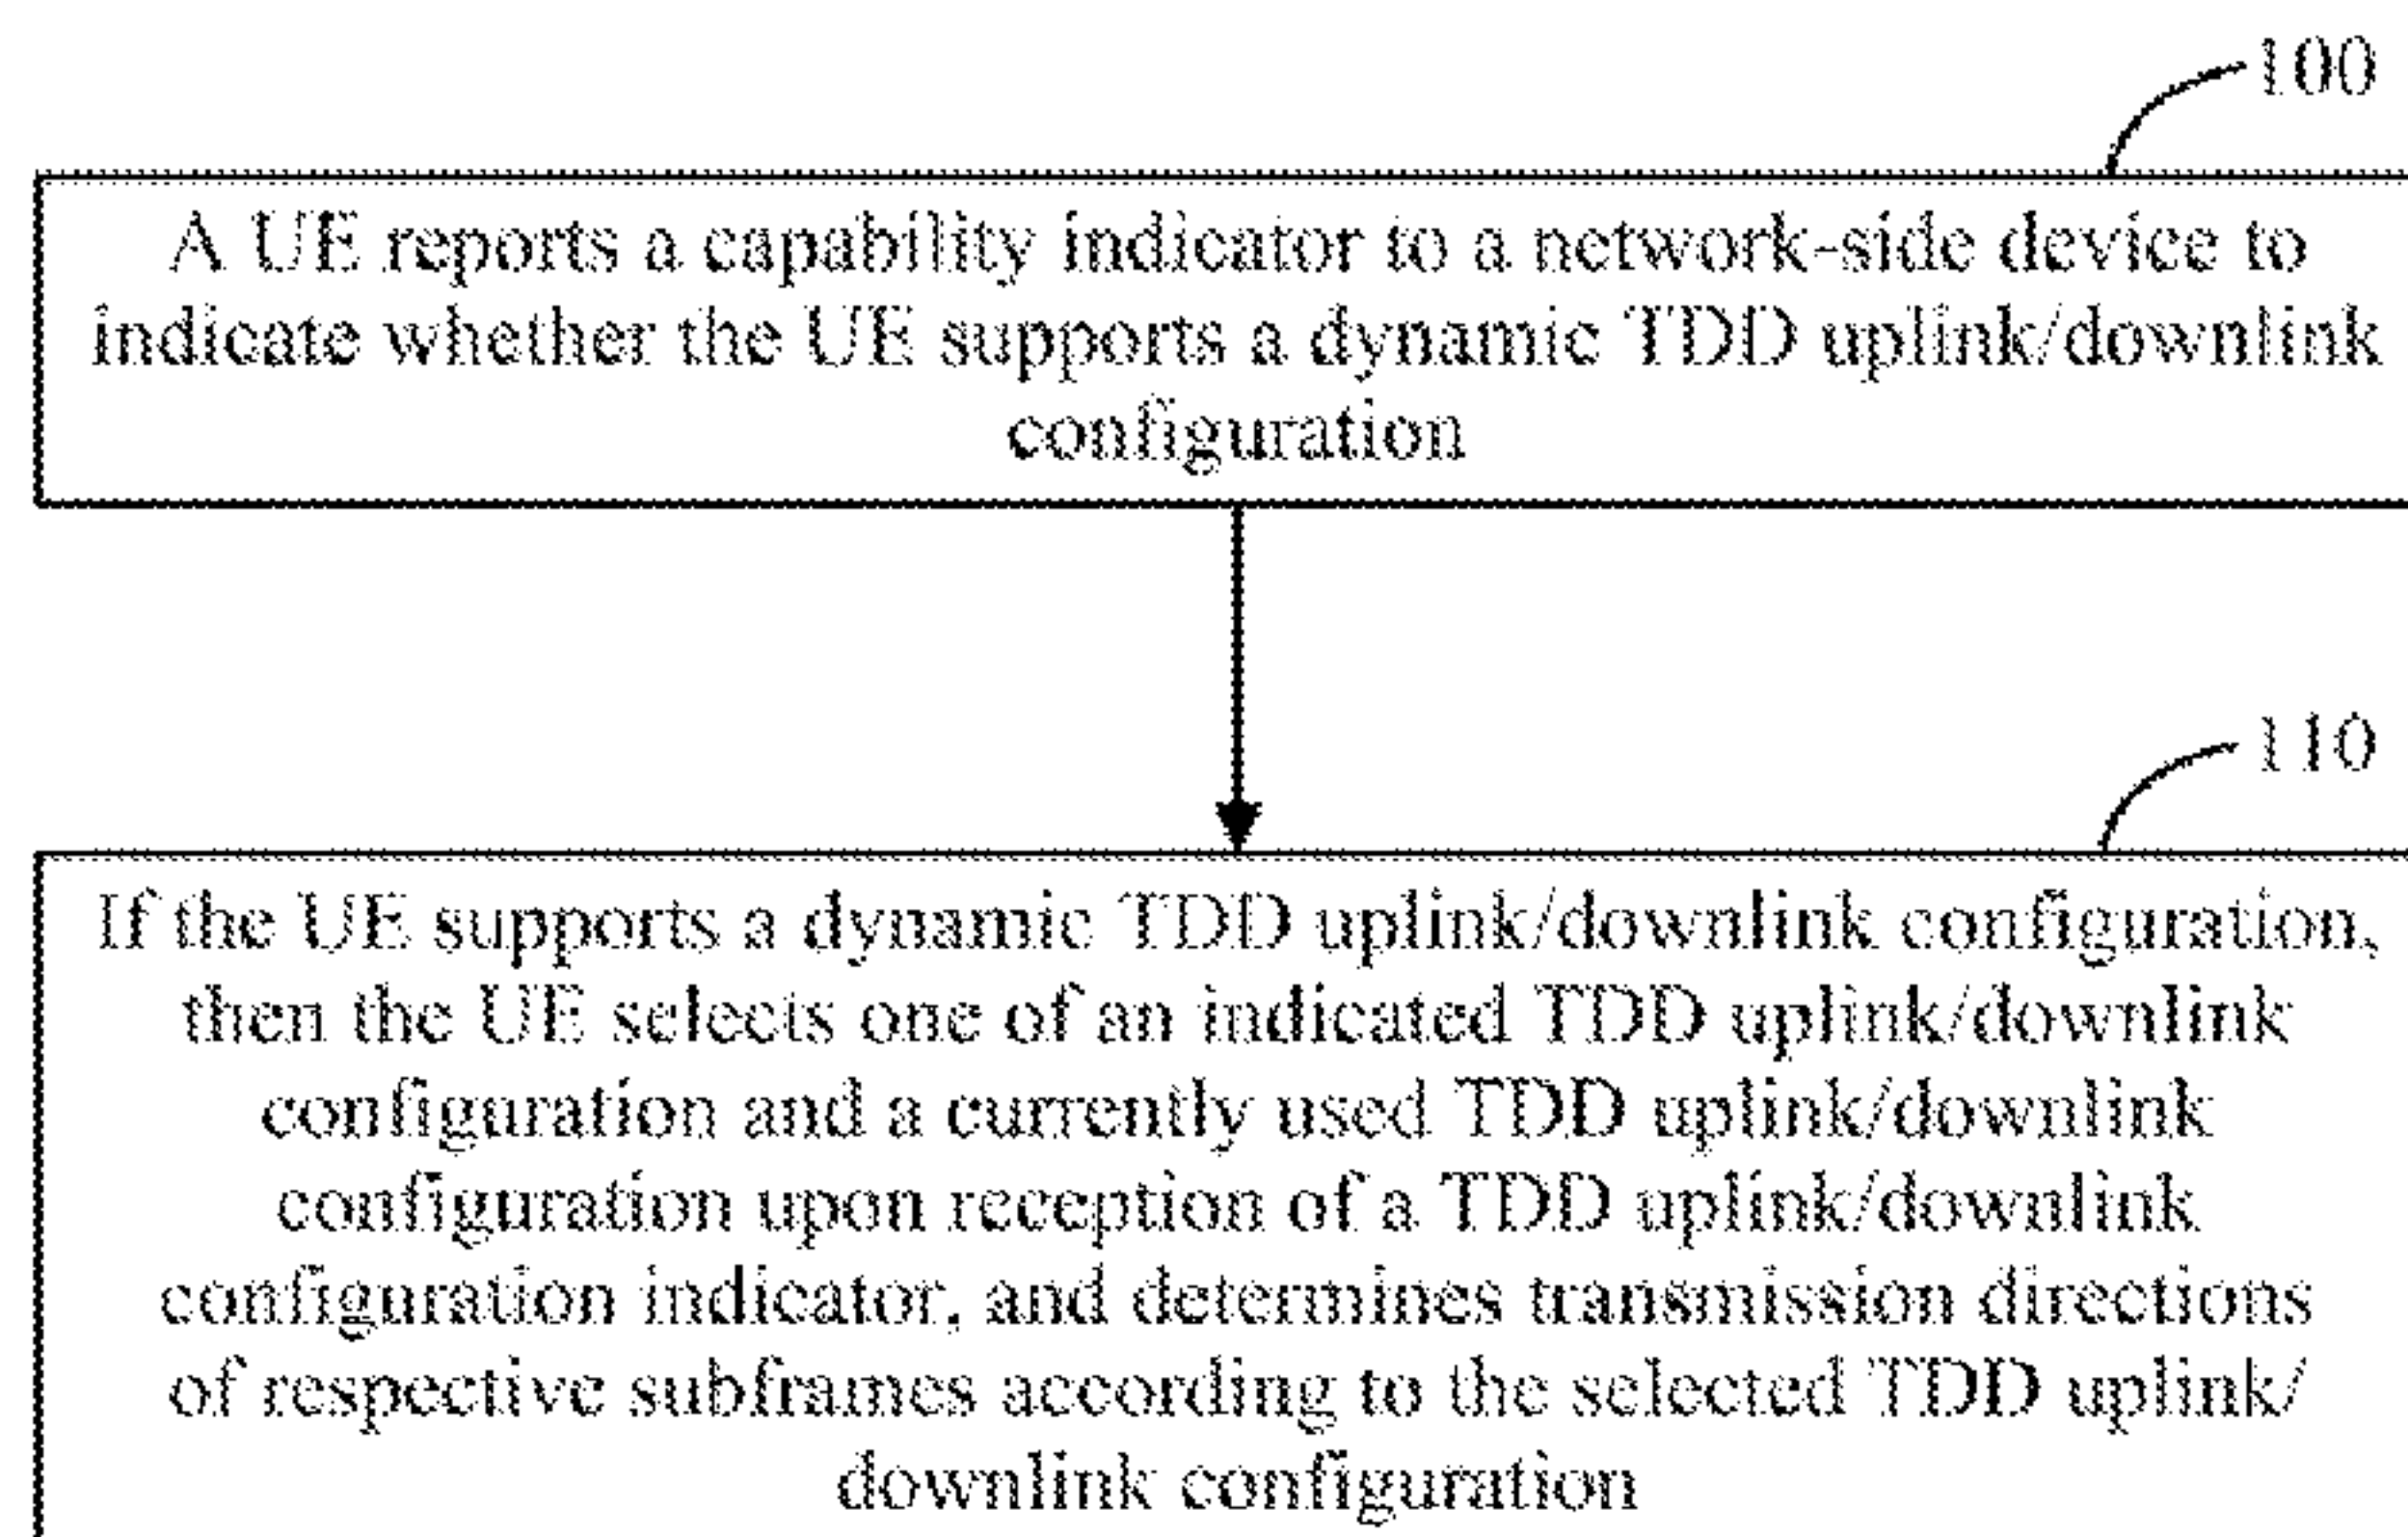 100
A UE reports a capability indicator to a network-side device to
indicate whether the UE supports a dynamic TDD uplink/downlink
configuration
110
If the UE supports a dynamic TDD uplink/downlink configuration,
then the UE selects one of an indicated TDD uplink/downlink
configuration and a currently used TDD uplink/downlink
configuration upon reception of a TDD uplink/downlink
configuration indicator, and determines transmission directions
of respective subframes according to the selected TDD uplink/
downlink configuration